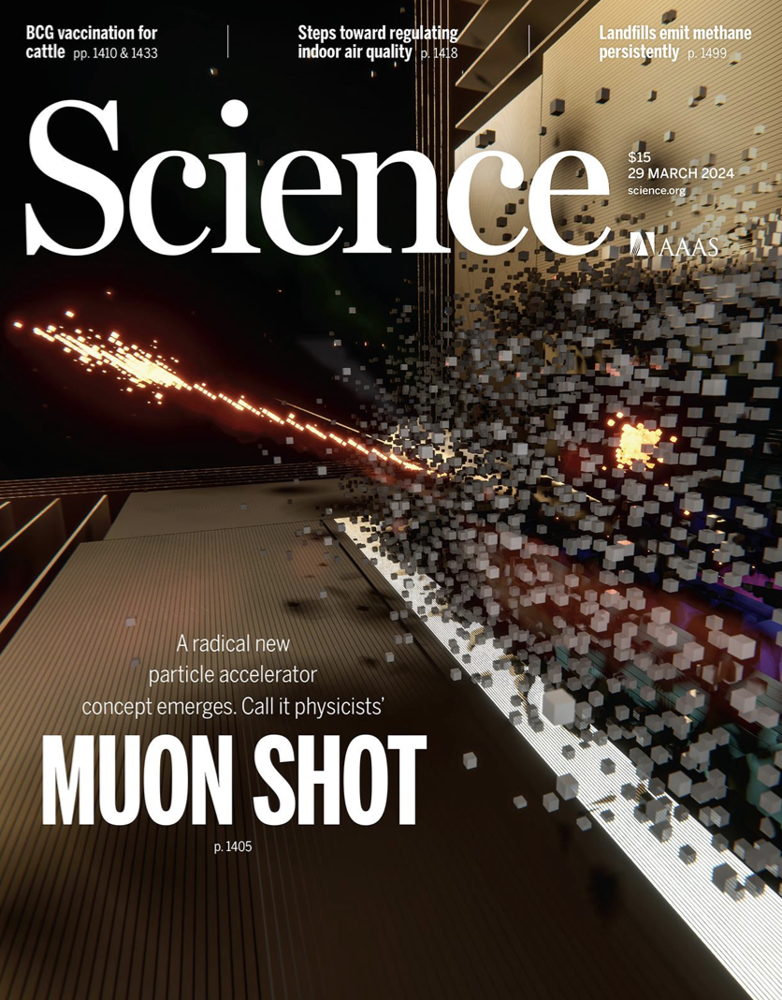 BCG vaccination for
cattle pp. 1410 & 1433
Steps toward regulating
indoor air quality p. 1418
Landfills emit methane
persistently p. 1499
Science
$15
29 MARCH 2024
science.org
AAAS
A radical new
particle accelerator
concept emerges. Call it physicists’
MUON SHOT
p. 1405